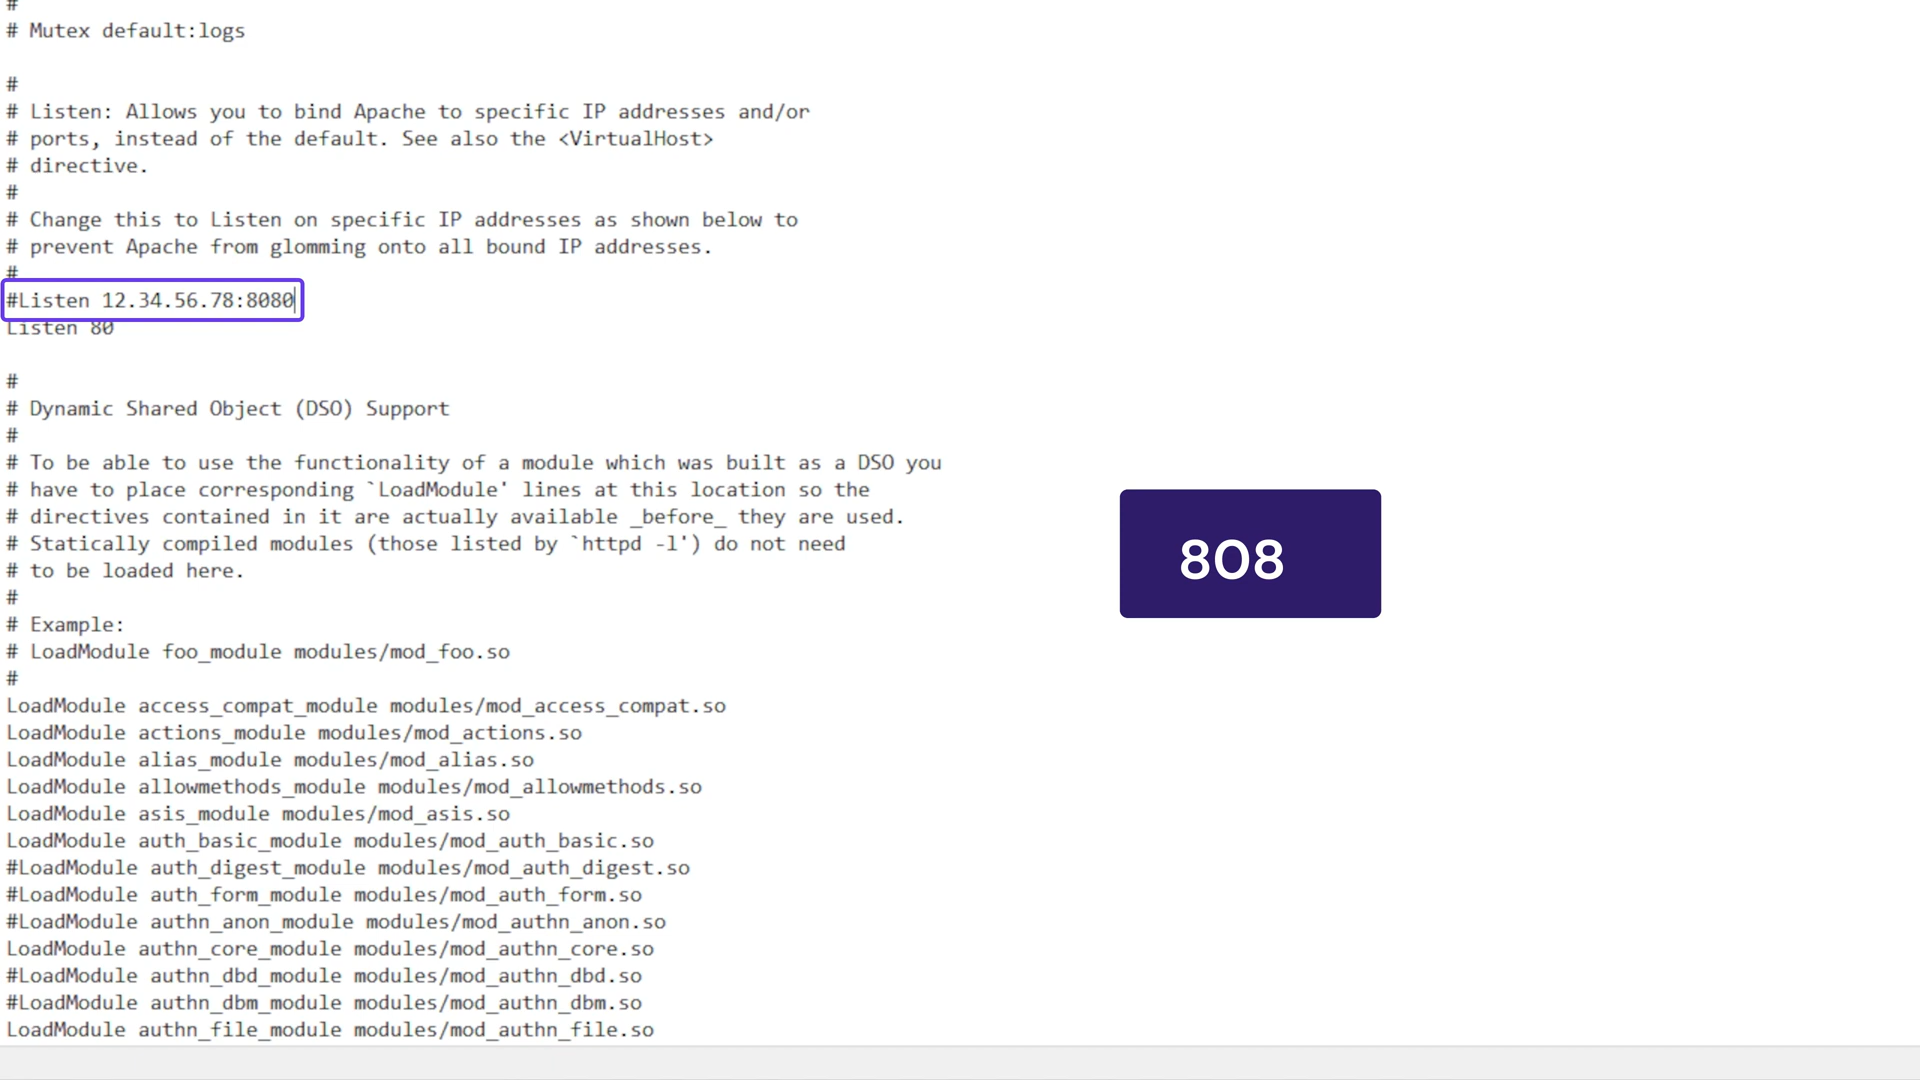 #
# Mutex default:logs
#
# Listen: Allows you to bind Apache to specific IP addresses and/or
# ports, instead of the default. See also the <VirtualHost>
# directive.
#
# Change this to Listen on specific IP addresses as shown below to
# prevent Apache from glomming onto all bound IP addresses.
#
#Listen 12.34.56.78:8080
Listen 80
#
# Dynamic Shared Object (DSO) Support
#
# To be able to use the functionality of a module which was built as a DSO you
# have to place corresponding `LoadModule' lines at this location so the
# directives contained in it are actually available _before_ they are used.
# Statically compiled modules (those listed by `httpd -l') do not need
# to be loaded here.
#
# Example:
# LoadModule foo_module modules/mod_foo.so
#
LoadModule access_compat_module modules/mod_access_compat.so
LoadModule actions_module modules/mod_actions.so
LoadModule alias_module modules/mod_alias.so
LoadModule allowmethods_module modules/mod_allowmethods.so
LoadModule asis_module modules/mod_asis.so
LoadModule auth_basic_module modules/mod_auth_basic.so
#LoadModule auth_digest_module modules/mod_auth_digest.so
#LoadModule auth_form_module modules/mod_auth_form.so
#LoadModule authn_anon_module modules/mod_authn_anon.so
LoadModule authn_core_module modules/mod_authn_core.so
#LoadModule authn_dbd_module modules/mod_authn_dbd.so
#LoadModule authn_dbm_module modules/mod_authn_dbm.so
LoadModule authn_file_module modules/mod_authn_file.so
808